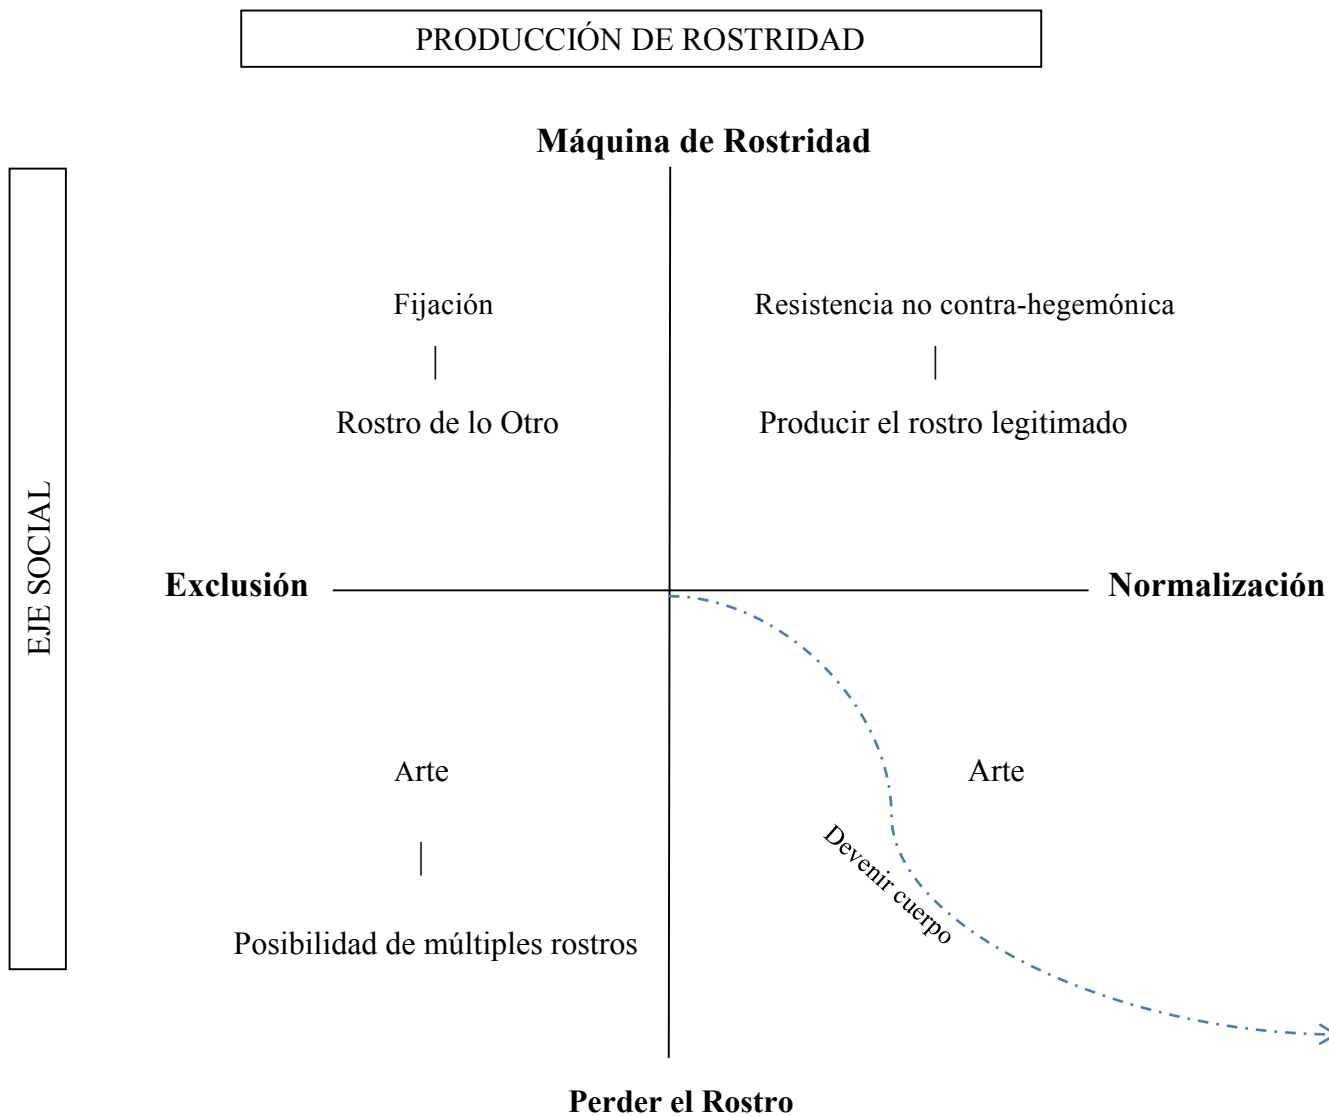 PRODUCCIÓN DE ROSTRIDAD
Máquina de Rostridad
EJE SOCIAL
Fijación
Resistencia no contra-hegemónica
Rostro de lo Otro
Producir el rostro legitimado
Exclusión
Normalización
Arte
Arte
Devenir cuerpo
Posibilidad de múltiples rostros
Perder el Rostro